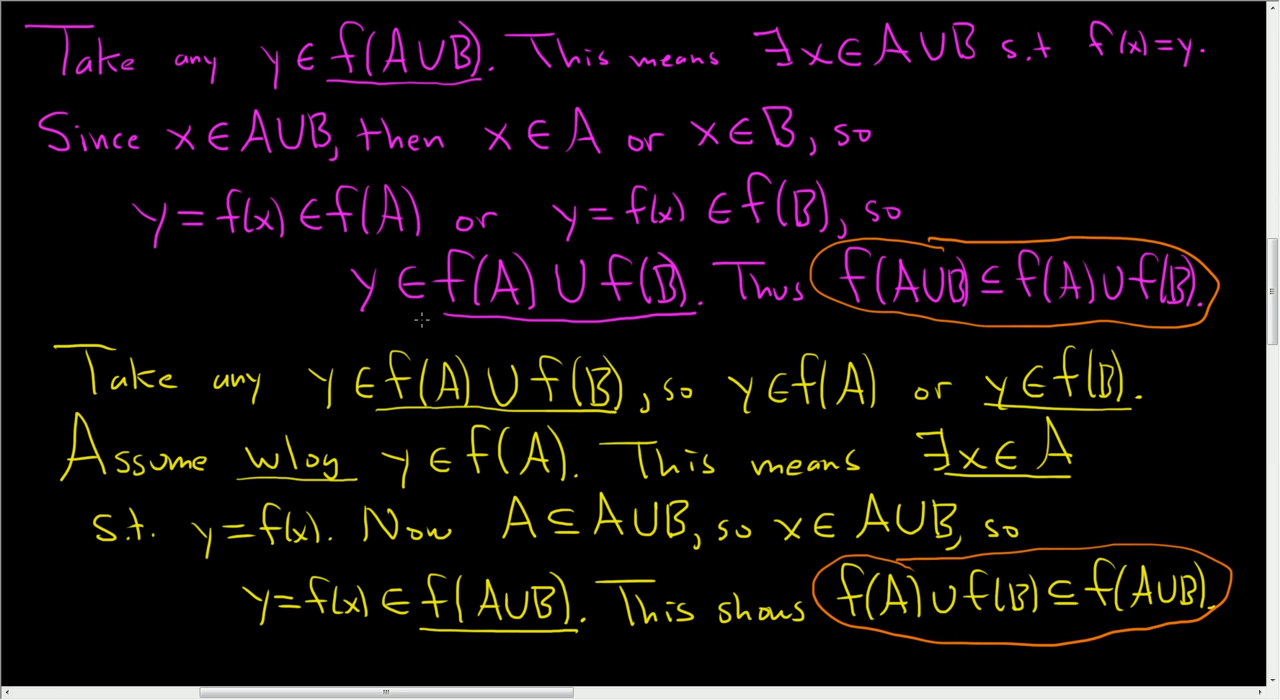 Take any y ∈ f(A∪B). This means ∃ x ∈ A∪B s.t f(x)=y.
Since x ∈ A∪B, then x ∈ A or x ∈ B, so
y = f(x) ∈ f(A) or y = f(x) ∈ f(B), so
y ∈ f(A) ∪ f(B). Thus f(A∪B) ⊆ f(A) ∪ f(B).
Take any y ∈ f(A) ∪ f(B), so y ∈ f(A) or y ∈ f(B).
Assume wlog y ∈ f(A). This means ∃ x ∈ A
s.t. y = f(x). Now A ⊆ A∪B, so x ∈ A∪B, so
y = f(x) ∈ f(A∪B). This shows f(A) ∪ f(B) ⊆ f(A∪B).